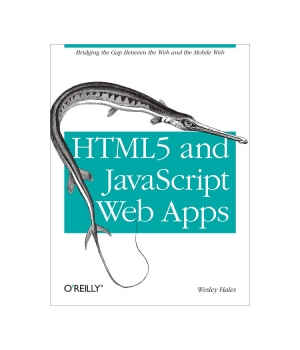 Bridging the Gap Between the Web and the Mobile Web
HTML5 and
JavaScript
Web Apps
O'REILLY®
Wesley Hales